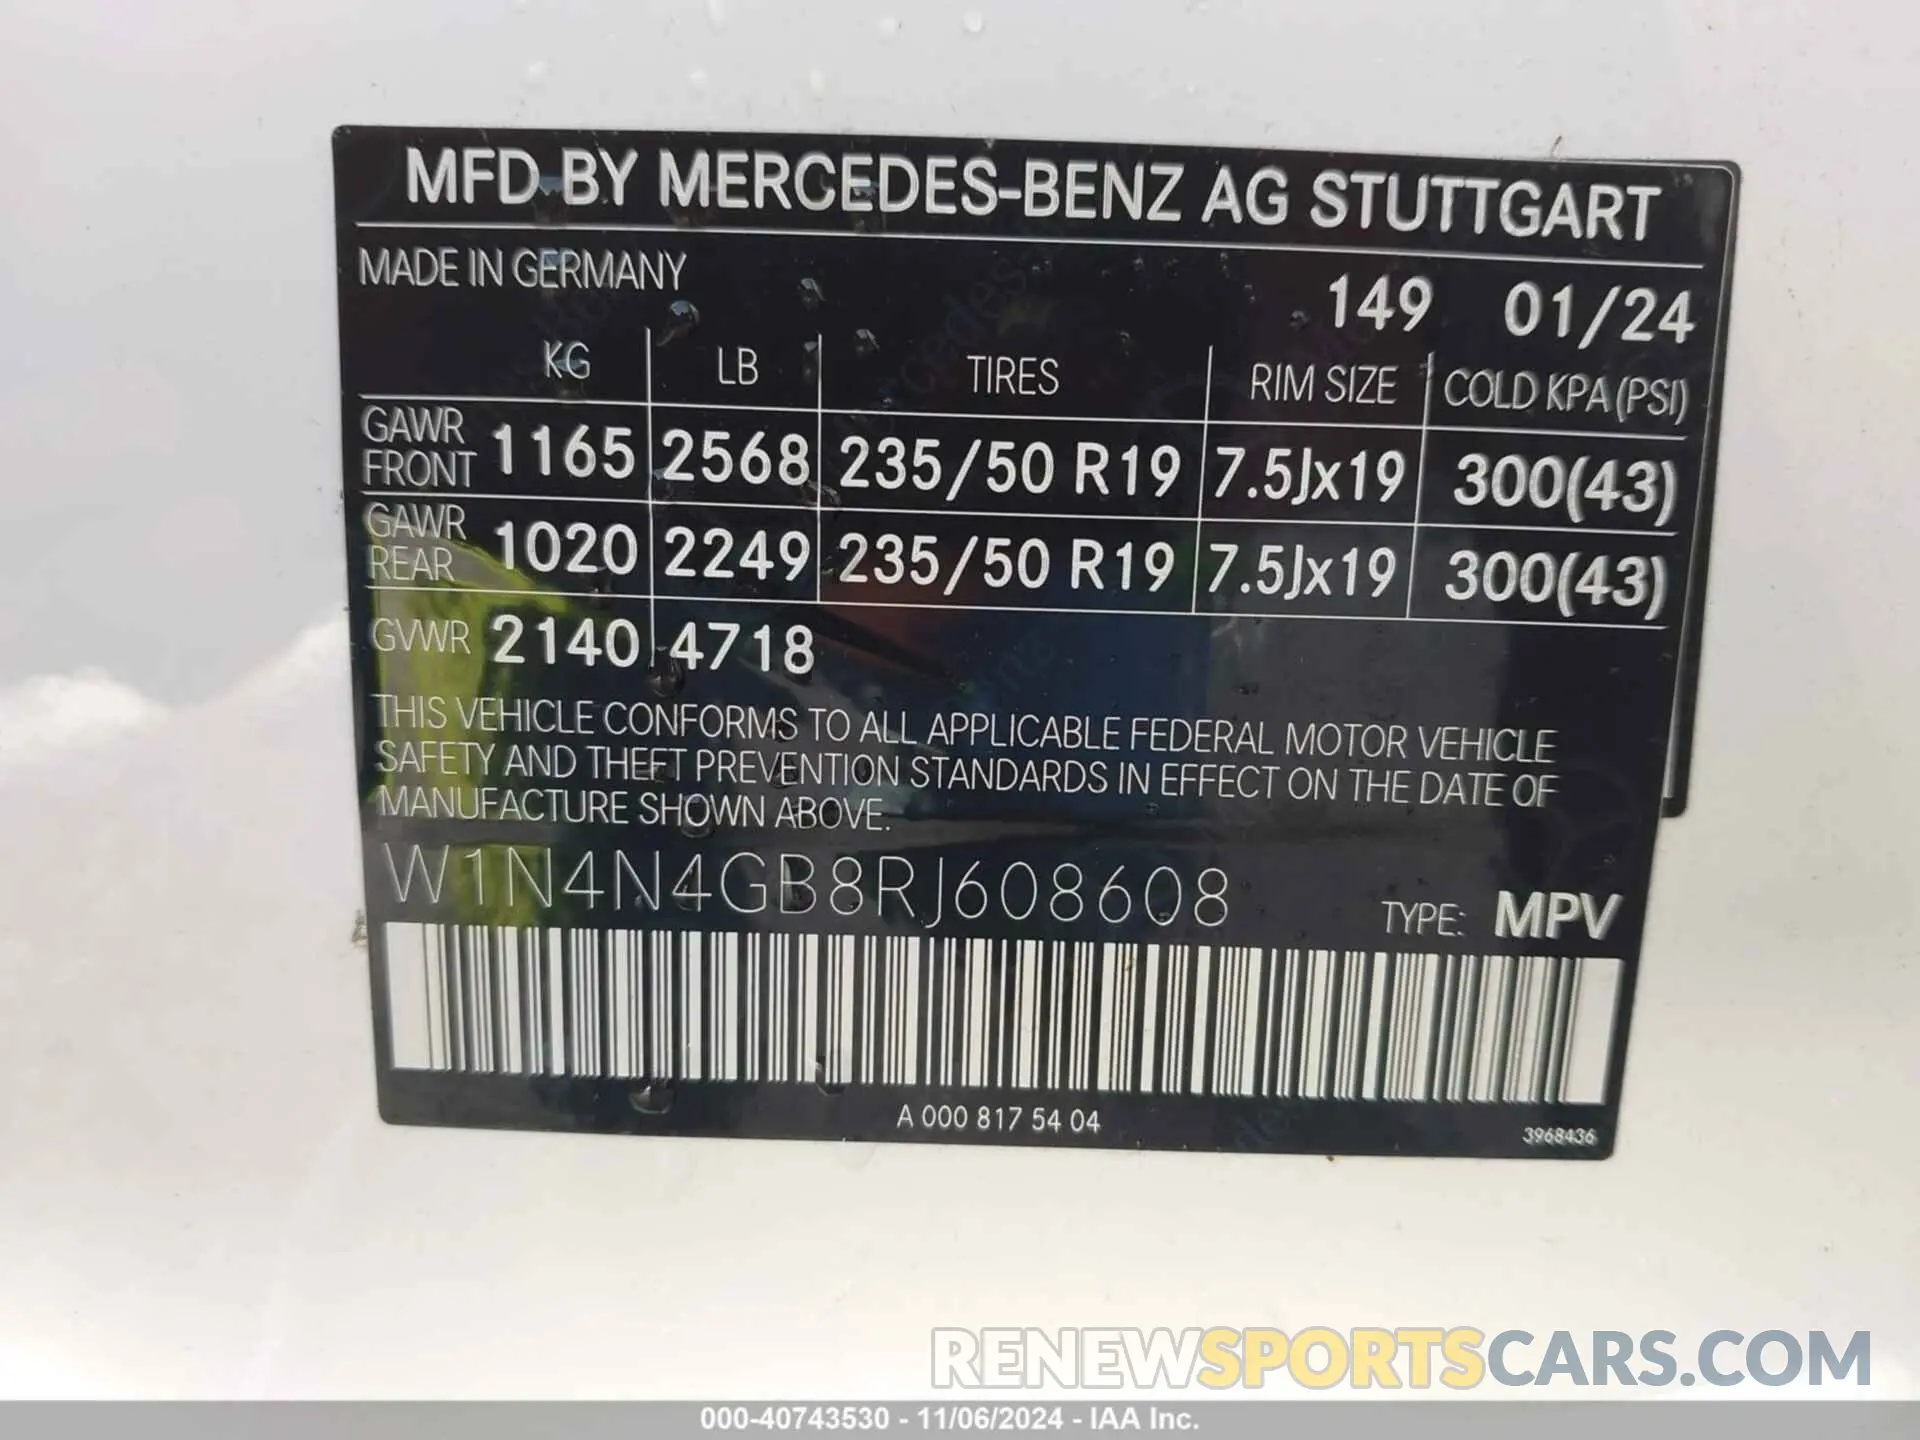 MFD BY MERCEDES-BENZ AG STUTTGART
MADE IN GERMANY
149 01/24
KG LB TIRES RIM SIZE COLD KPA (PSI)
GAWR FRONT 1165 2568 235/50 R19 7.5Jx19 300(43)
GAWR REAR 1020 2249 235/50 R19 7.5Jx19 300(43)
GVWR 2140 4718
THIS VEHICLE CONFORMS TO ALL APPLICABLE FEDERAL MOTOR VEHICLE
SAFETY AND THEFT PREVENTION STANDARDS IN EFFECT ON THE DATE OF
MANUFACTURE SHOWN ABOVE.
W1N4N4GB8RJ608608 TYPE: MPV
A 000 817 54 04
3968436
RENEWSPORTSCARS.COM
000-40743530 - 11/06/2024 - IAA Inc.